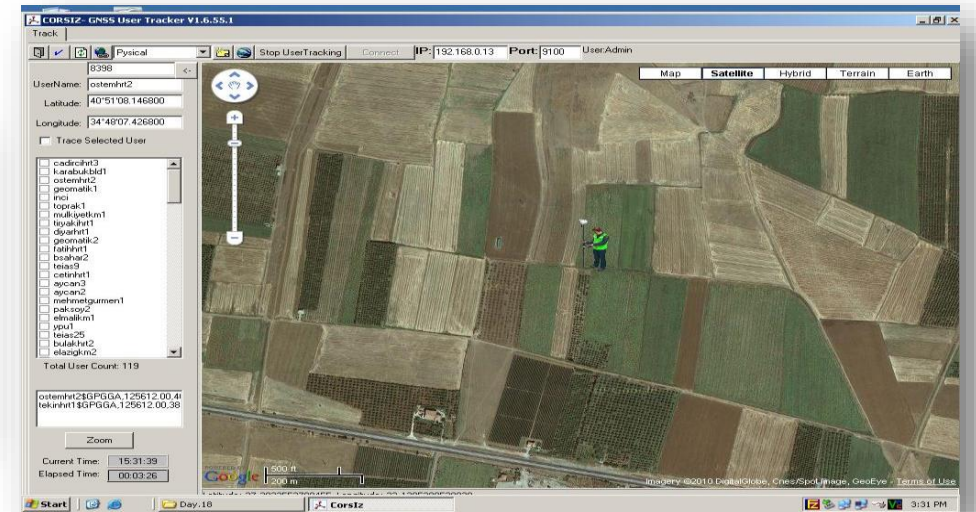 CORSIZ- GNSS User Tracker V1.6.55.1
Track
Pysical Stop UserTracking Connect IP: 192.168.0.13 Port: 9100 User:Admin
8398 <-
UserName: ostemhrt2
Latitude: 40°51'08.146800
Longitude: 34°48'07.426800
Trace Selected User
cadircihrt3
karabukbld1
ostemhrt2
geomatik1
inci
toprak1
mulkiyetkm1
tiryakihrt1
diyarhrt1
geomatik2
fatihhrt1
bsahar2
teias9
cetinhrt1
aycan3
aycan2
mehmetgurmen1
paksoy2
elmalikm1
ypu1
teias25
bulakhrt2
elazigkm2
Total User Count: 119
ostemhrt2$GPGGA,125612.00,4
tekinhrt1$GPGGA,125612.00,38
Zoom
Current Time: 15:31:39
Elapsed Time: 00:03:26
Map Satellite Hybrid Terrain Earth
POWERED BY
Google
500 ft
200 m
Imagery ©2010 DigitalGlobe, Cnes/Spot Image, GeoEye - Terms of Use
Start Day.18 CorsIz 3:31 PM